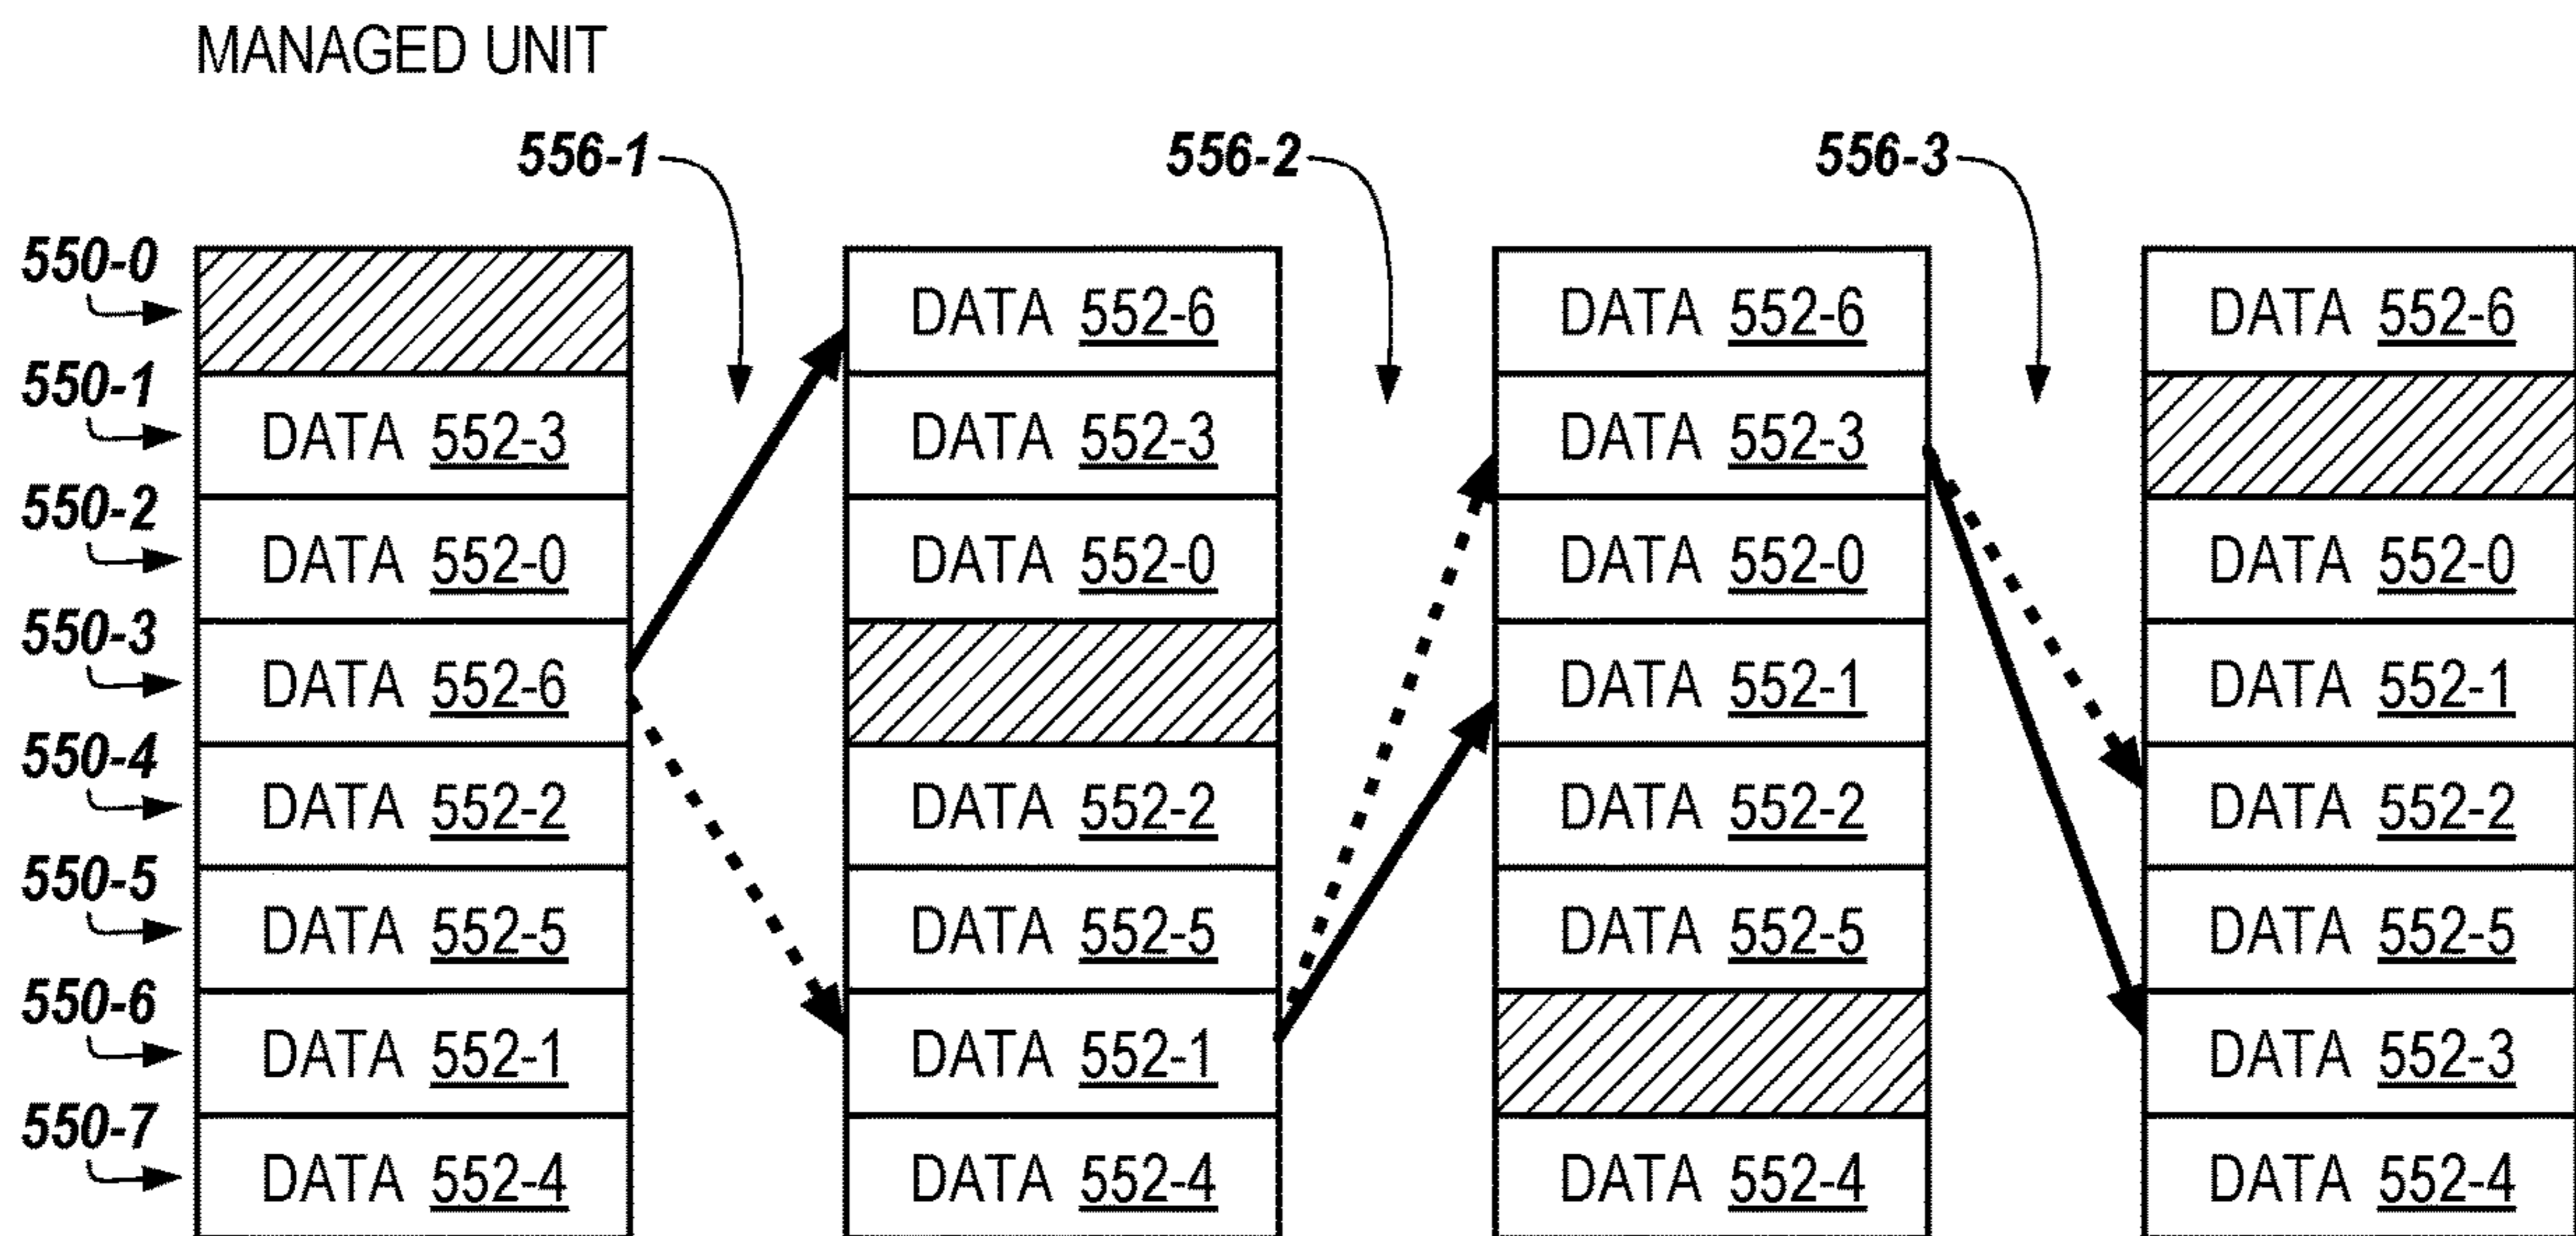 MANAGED UNIT
556-1 556-2 556-3
550-0 DATA 552-6 DATA 552-6 DATA 552-6
550-1 DATA 552-3 DATA 552-3 DATA 552-3
550-2 DATA 552-0 DATA 552-0 DATA 552-0 DATA 552-0
550-3 DATA 552-6 DATA 552-1 DATA 552-1
550-4 DATA 552-2 DATA 552-2 DATA 552-2 DATA 552-2
550-5 DATA 552-5 DATA 552-5 DATA 552-5 DATA 552-5
550-6 DATA 552-1 DATA 552-1 DATA 552-3
550-7 DATA 552-4 DATA 552-4 DATA 552-4 DATA 552-4